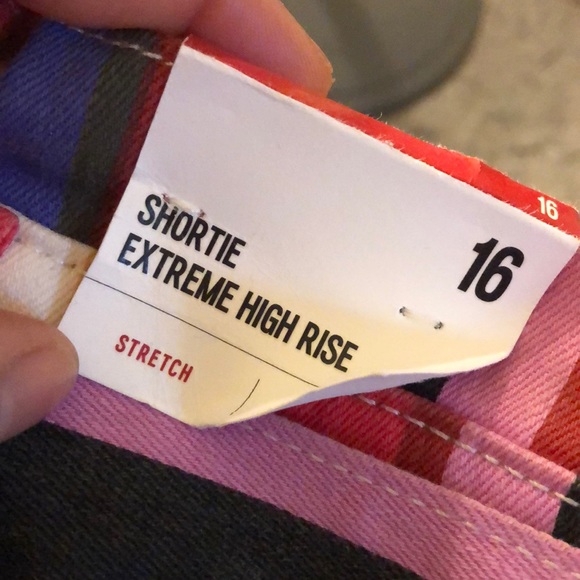 16
SHORTIE
EXTREME HIGH RISE
16
STRETCH